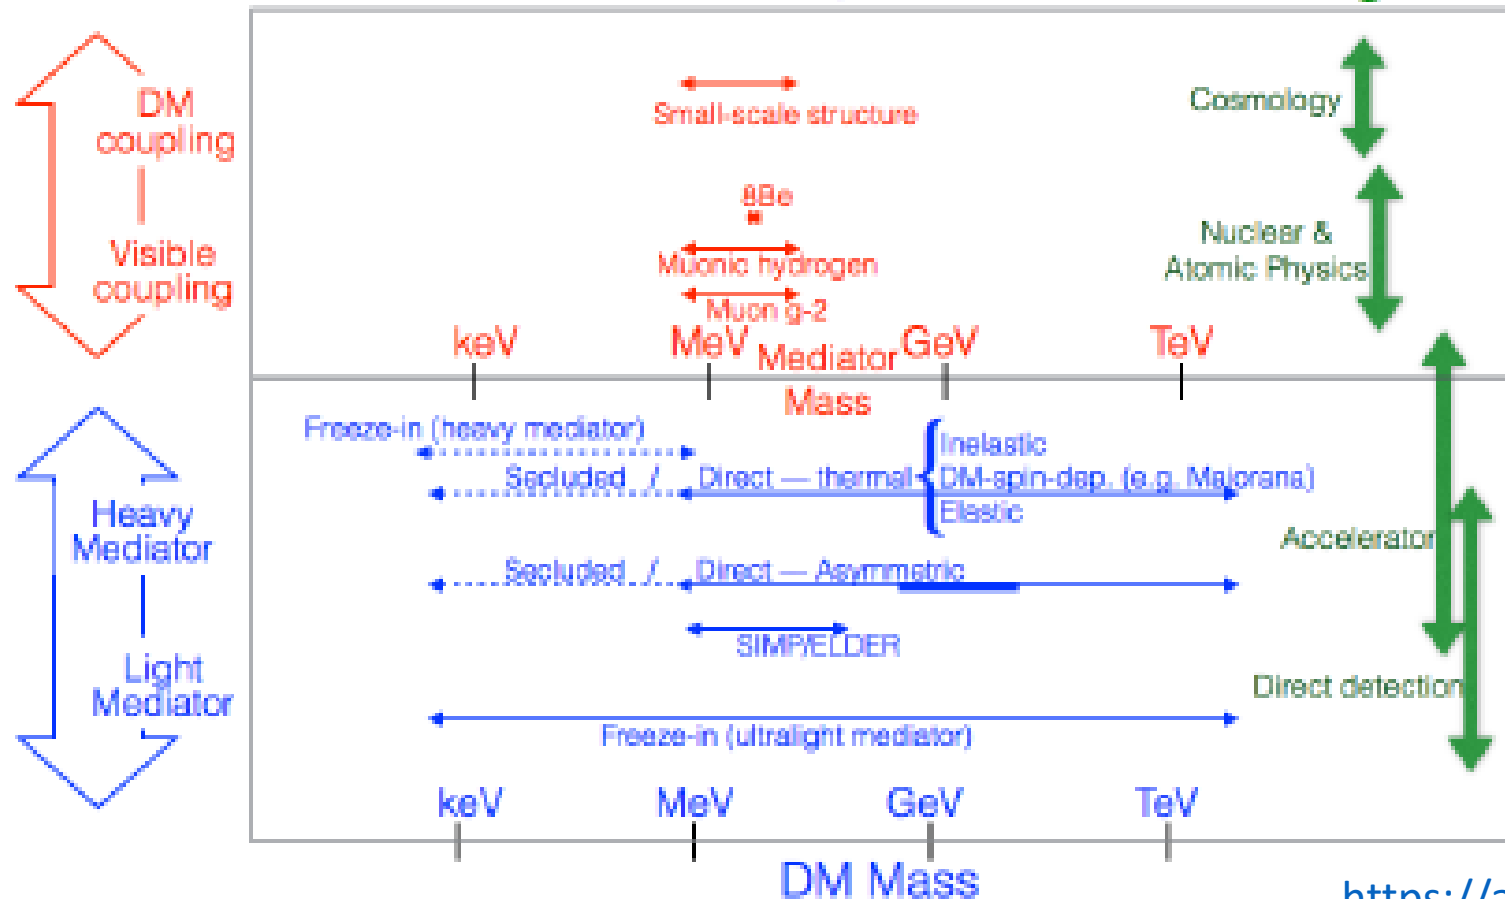 DM
coupling
Visible
coupling
Small-scale structure
8Be
Muonic hydrogen
Muon g-2
keV MeV GeV TeV
Mediator
Mass
Cosmology
Nuclear &
Atomic Physics
Heavy
Mediator
Light
Mediator
Freeze-in (heavy mediator)
Secluded / Direct — thermal
Inelastic
DM-spin-dep. (e.g. Majorana)
Elastic
Secluded / Direct — Asymmetric
SIMP/ELDER
Freeze-in (ultralight mediator)
Accelerator
Direct detection
keV MeV GeV TeV
DM Mass
https://a